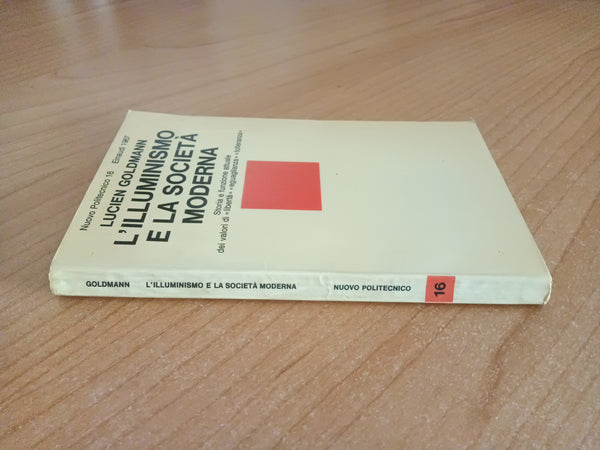 Nuovo Politecnico 16 Einaudi 1967
LUCIEN GOLDMANN
L'ILLUMINISMO
E LA SOCIETÀ
MODERNA
Storia e funzione attuale
dei valori di «libertà» «eguaglianza» «tolleranza»
GOLDMANN L'ILLUMINISMO E LA SOCIETÀ MODERNA NUOVO POLITECNICO 16